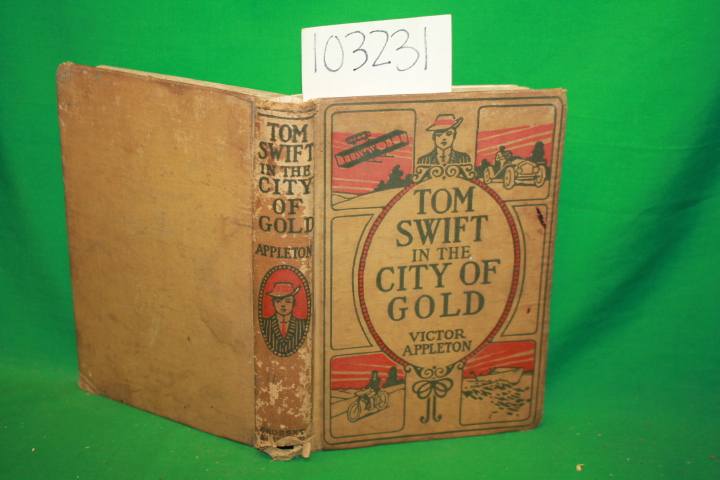 103231
TOM
SWIFT
IN THE
CITY
OF
GOLD
APPLETON
TOM
SWIFT
IN THE
CITY OF
GOLD
VICTOR
APPLETON